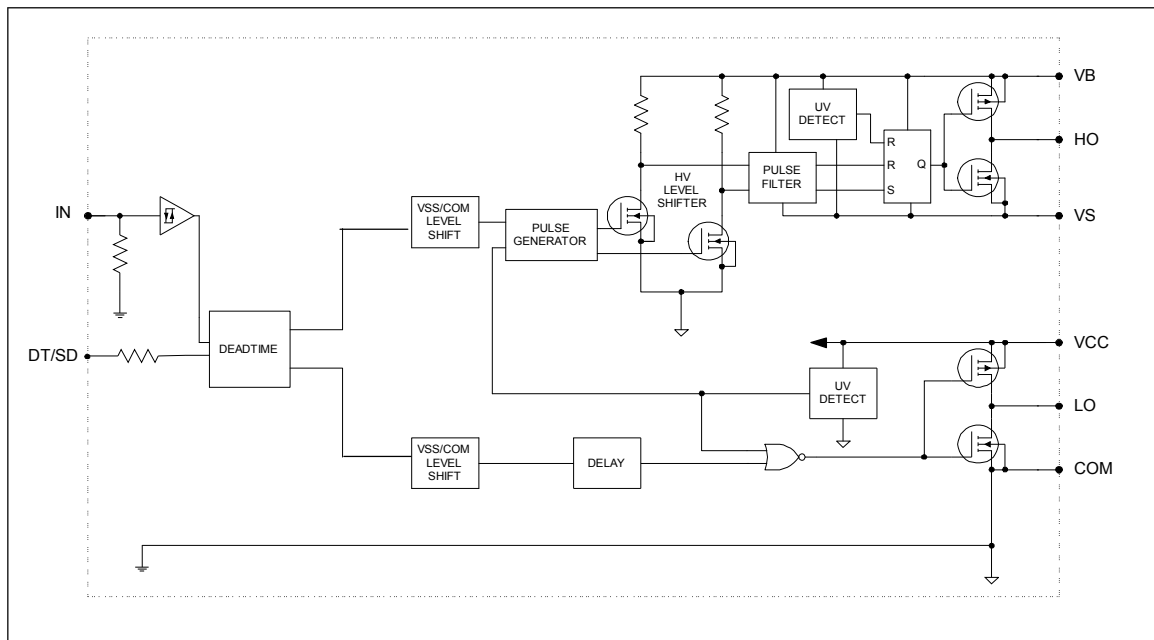 VB
UV
DETECT
R
R
S
Q
HO
PULSE
FILTER
HV
LEVEL
SHIFTER
IN
VSS/COM
LEVEL
SHIFT
PULSE
GENERATOR
VS
DT/SD
DEADTIME
VCC
UV
DETECT
LO
VSS/COM
LEVEL
SHIFT
DELAY
COM